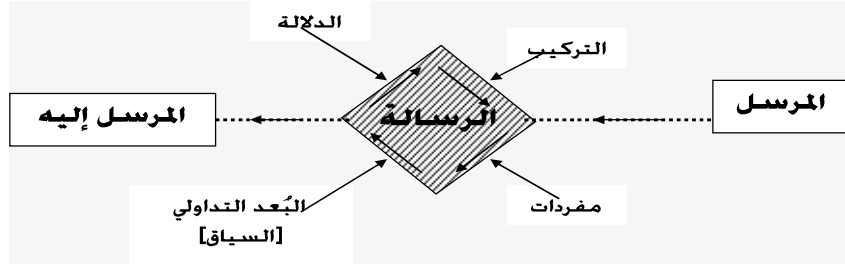 الدلالة
التركيب
المرسل
الرسالة
المرسل إليه
مفردات
البُعد التداولي
[السياق]